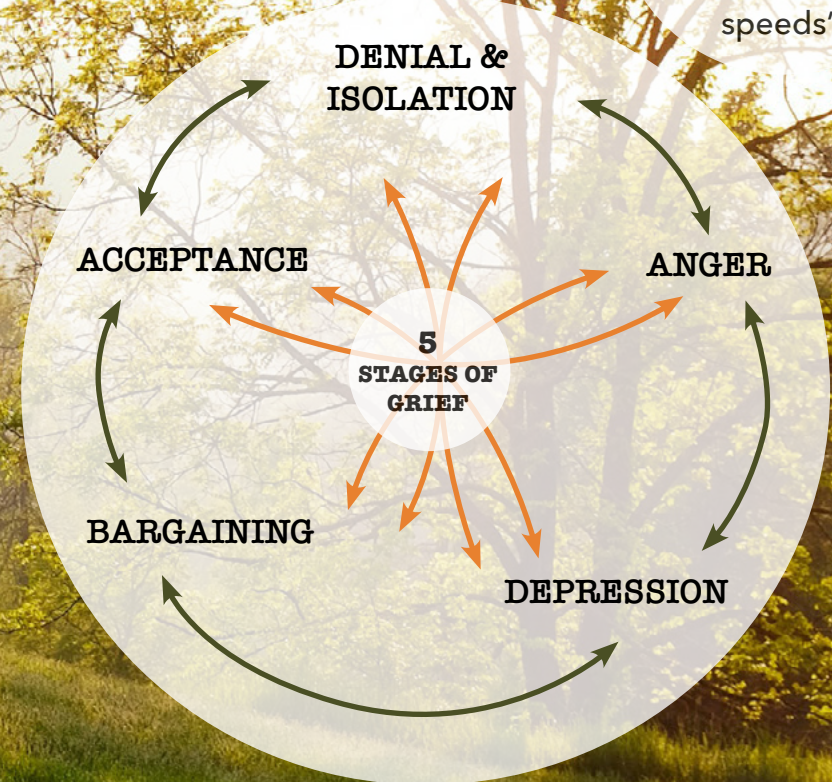 speeds’
DENIAL &
ISOLATION
ACCEPTANCE
ANGER
5
STAGES OF
GRIEF
BARGAINING
DEPRESSION